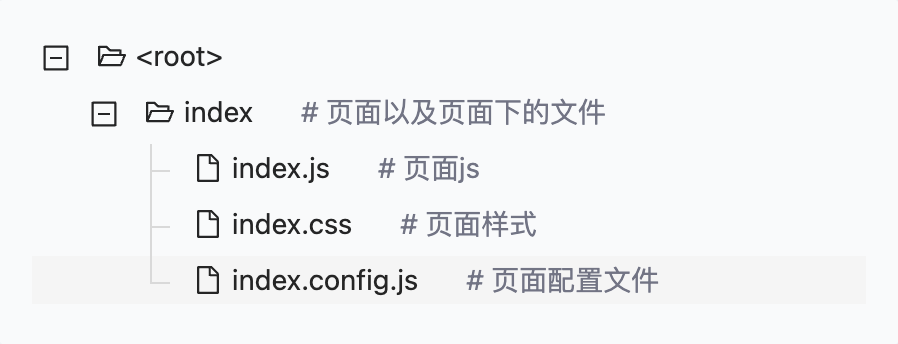 <root>
index # 页面以及页面下的文件
index.js # 页面js
index.css # 页面样式
index.config.js # 页面配置文件